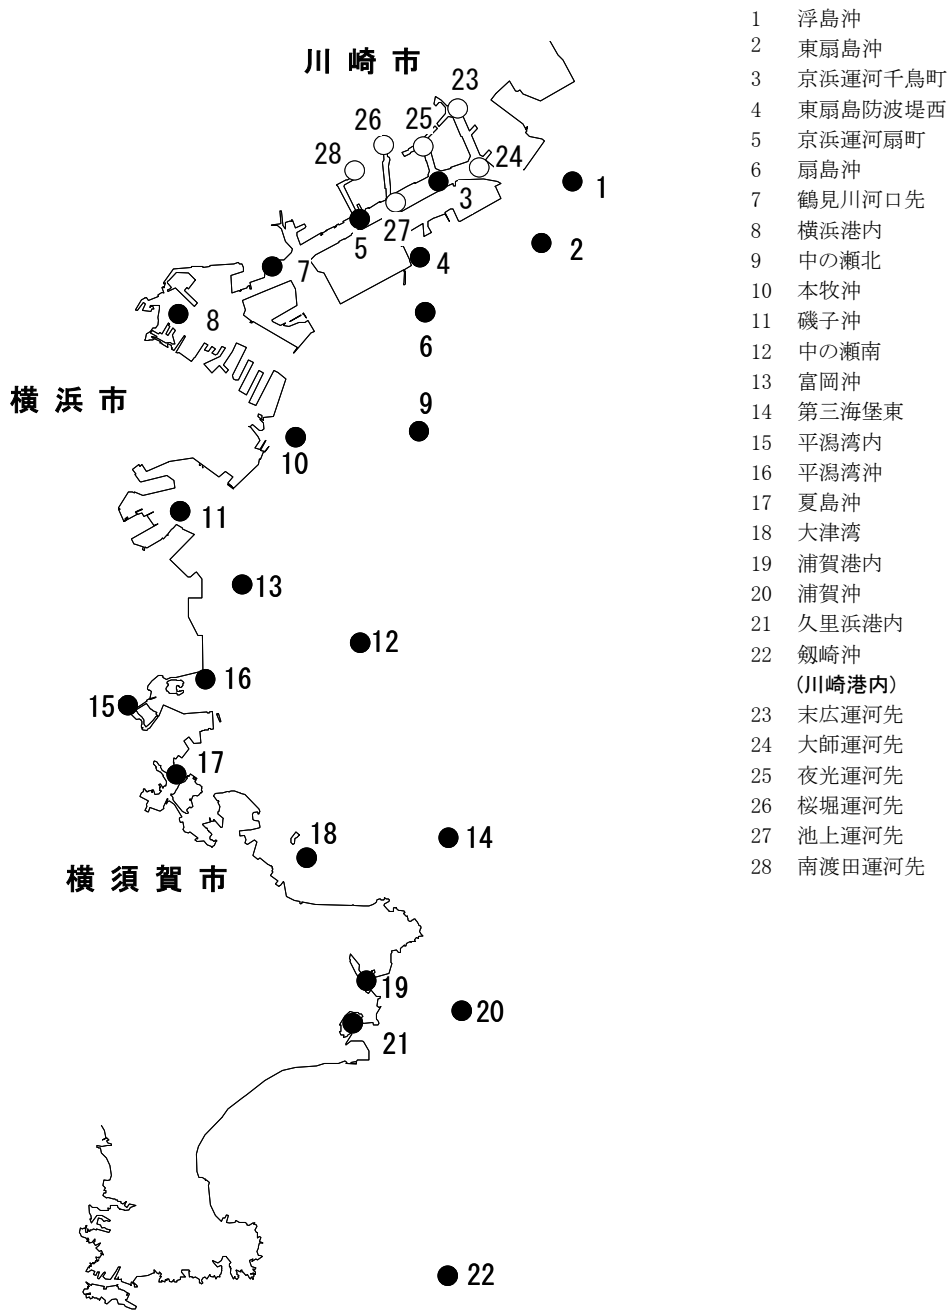 川崎市
23
26
25
28
24
1
3
27
5
2
4
7
8
6
横浜市
9
10
11
13
12
16
15
17
18
14
横須賀市
19
20
21
22
1 浮島沖
2 東扇島沖
3 京浜運河千鳥町
4 東扇島防波堤西
5 京浜運河扇町
6 扇島沖
7 鶴見川河口先
8 横浜港内
9 中の瀬北
10 本牧沖
11 磯子沖
12 中の瀬南
13 富岡沖
14 第三海堡東
15 平潟湾内
16 平潟湾沖
17 夏島沖
18 大津湾
19 浦賀港内
20 浦賀沖
21 久里浜港内
22 剱崎沖
(川崎港内)
23 末広運河先
24 大師運河先
25 夜光運河先
26 桜堀運河先
27 池上運河先
28 南渡田運河先